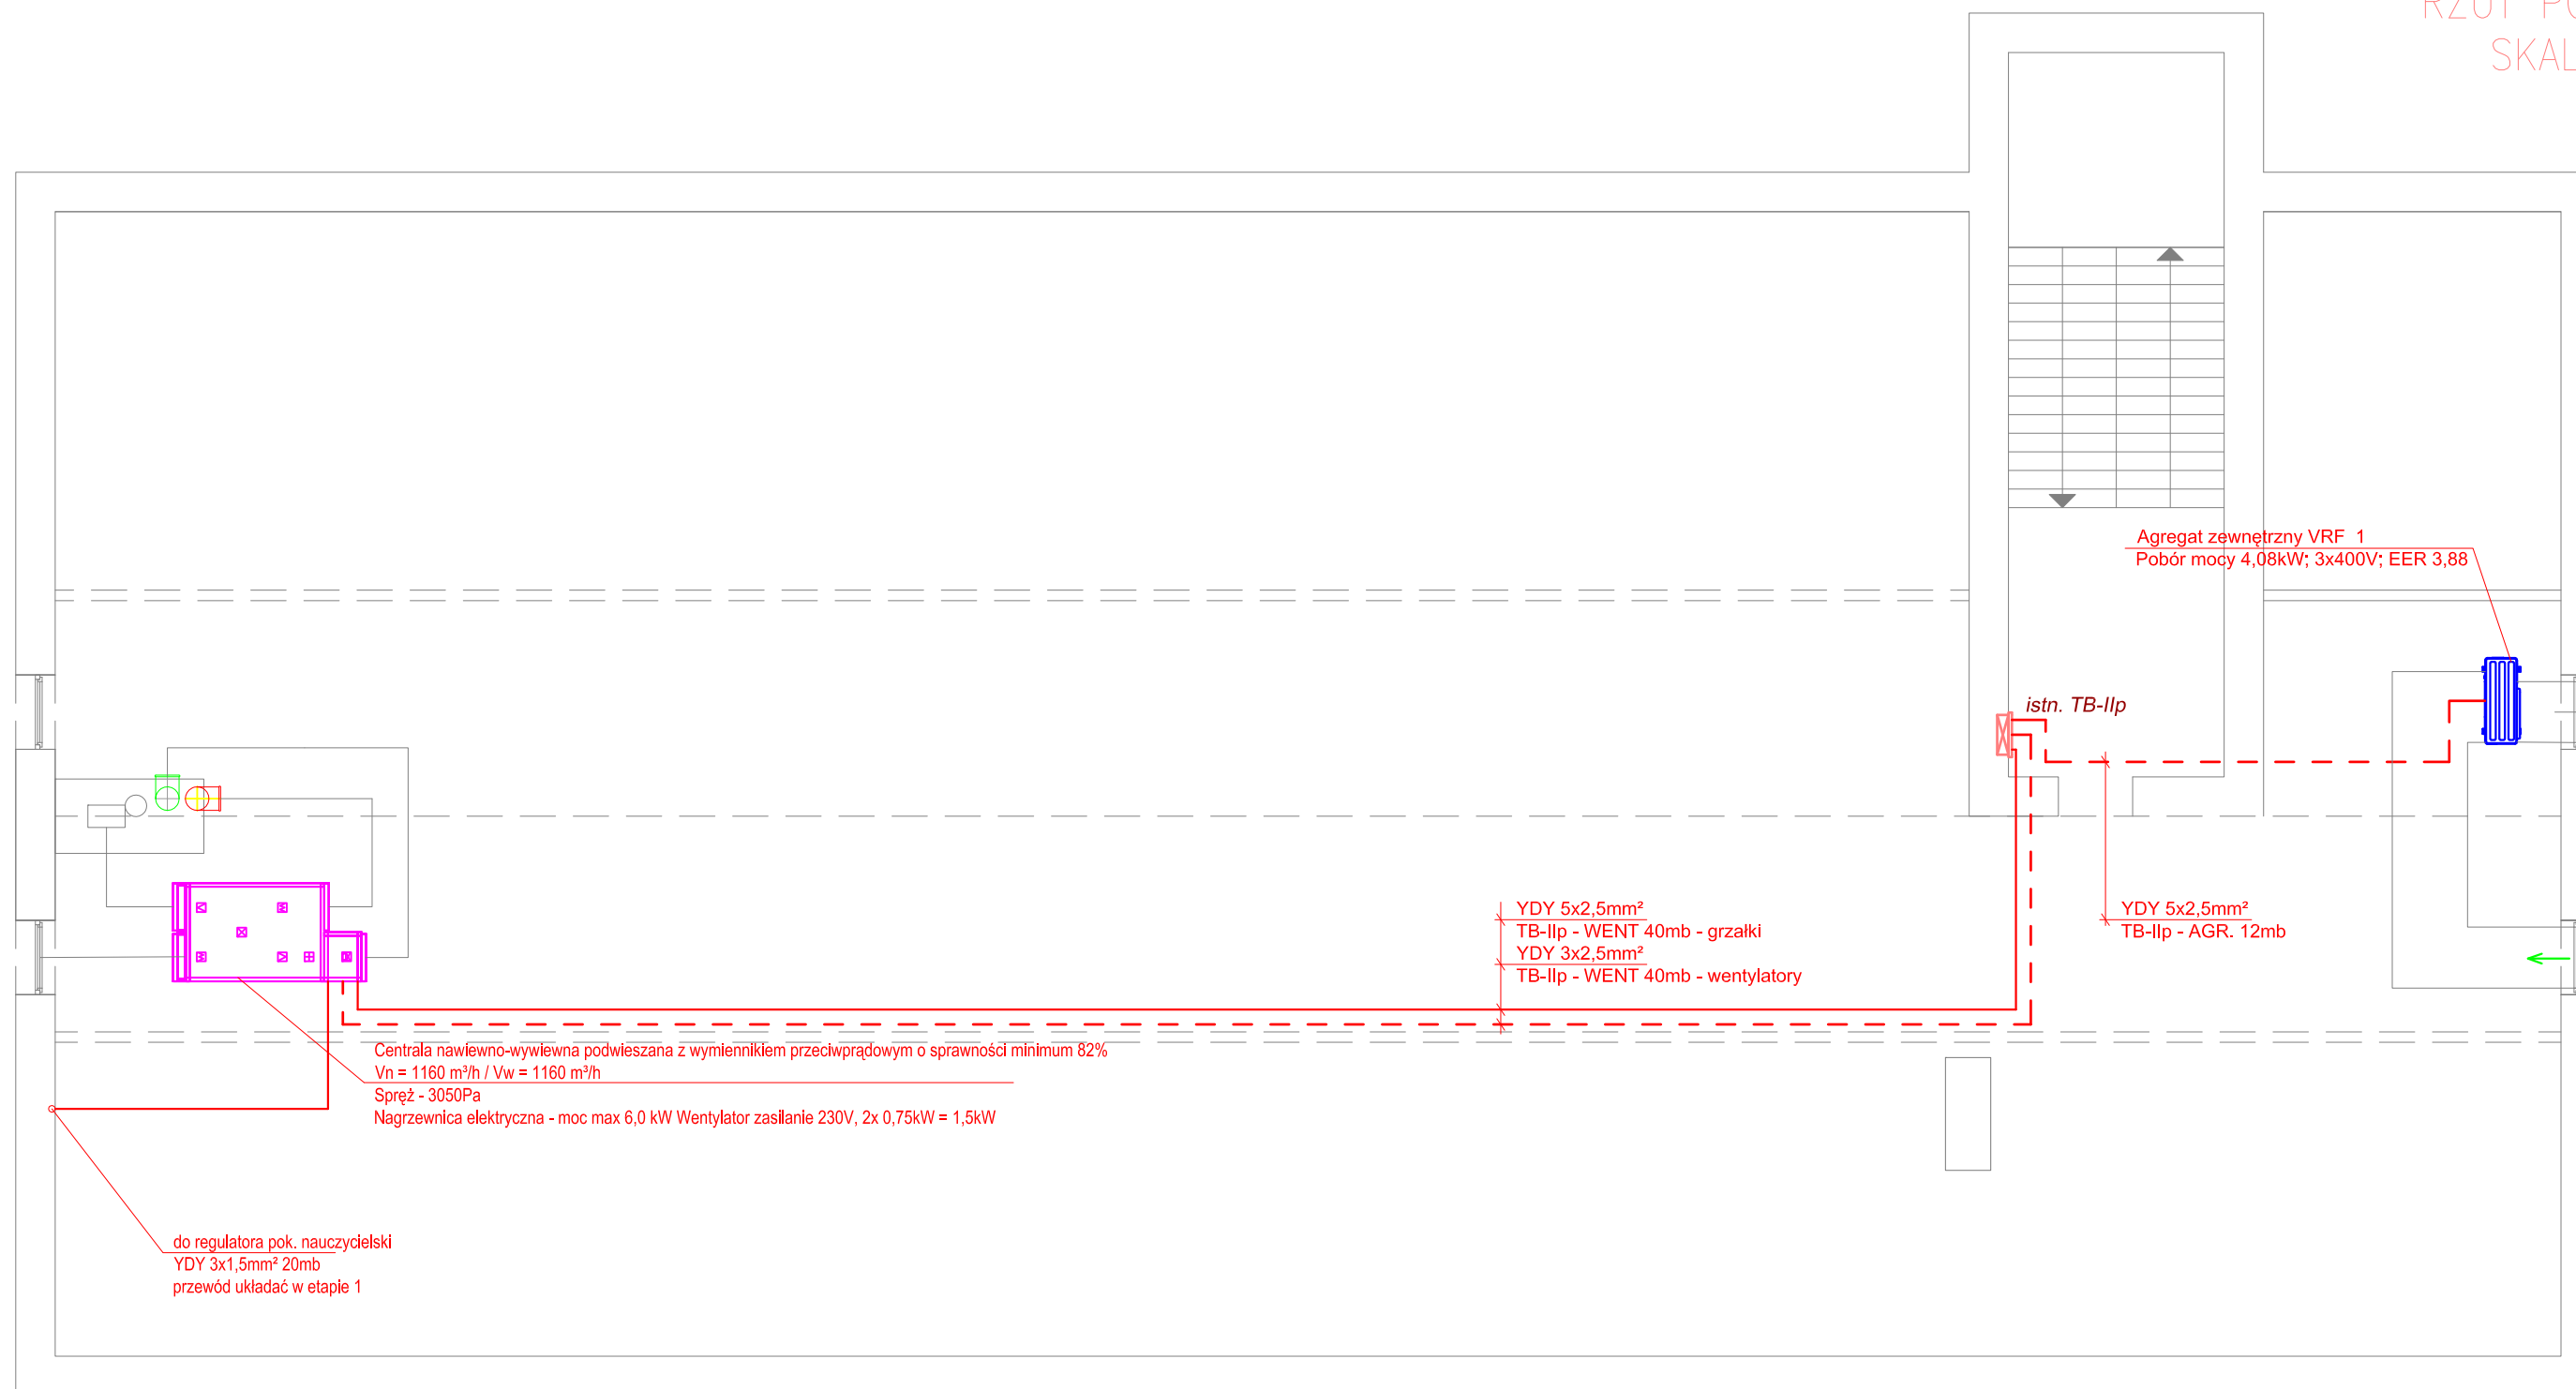 RZUT
SKAL
Agregat zewnętrzny VRF 1
Pobór mocy 4,08kW; 3x400V; EER 3,88
istn. TB-IIp
YDY 5x2,5mm²
TB-IIp - WENT 40mb - grzałki
YDY 3x2,5mm²
TB-IIp - WENT 40mb - wentylatory
YDY 5x2,5mm²
TB-IIp - AGR. 12mb
Centrala nawiewno-wywiewna podwieszana z wymiennikiem przeciwprądowym o sprawności minimum 82%
Vn = 1160 m³/h / Vw = 1160 m³/h
Spręż - 3050Pa
Nagrzewnica elektryczna - moc max 6,0 kW Wentylator zasilanie 230V, 2x 0,75kW = 1,5kW
do regulatora pok. nauczycielski
YDY 3x1,5mm² 20mb
przewód układać w etapie 1